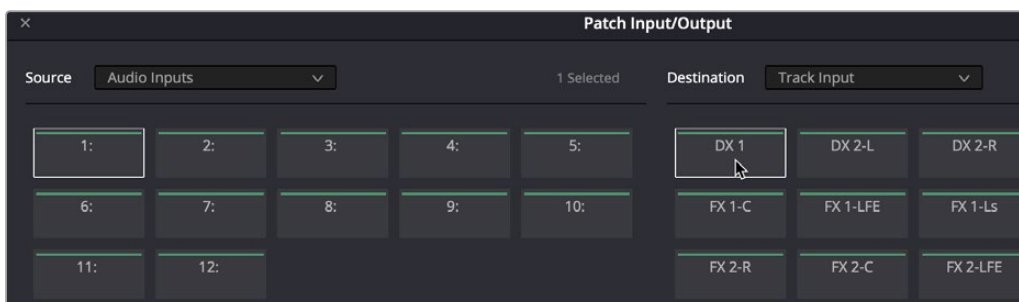 Patch Input/Output
Source Audio Inputs 1 Selected Destination Track Input
1: 2: 3: 4: 5: DX 1 DX 2-L DX 2-R
6: 7: 8: 9: 10: FX 1-C FX 1-LFE FX 1-Ls
11: 12: FX 2-R FX 2-C FX 2-LFE